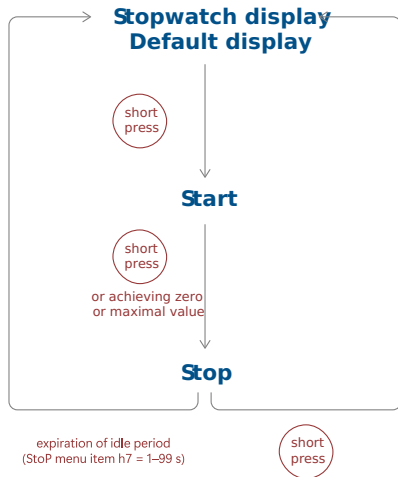 Stopwatch display
Default display
short
press
Start
short
press
or achieving zero
or maximal value
Stop
expiration of idle period
(StoP menu item h7 = 1–99 s)
short
press